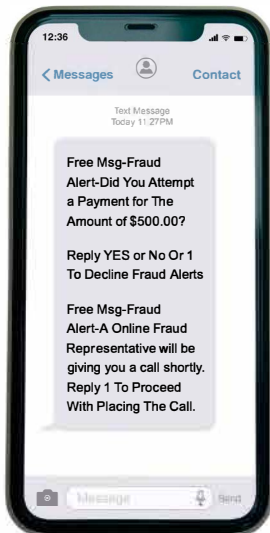 12:36
Messages
Contact
Text Message
Today 11:27PM
Free Msg-Fraud
Alert-Did You Attempt
a Payment for The
Amount of $500.00?
Reply YES or No Or 1
To Decline Fraud Alerts
Free Msg-Fraud
Alert-A Online Fraud
Representative will be
giving you a call shortly.
Reply 1 To Proceed
With Placing The Call.
Message
Send